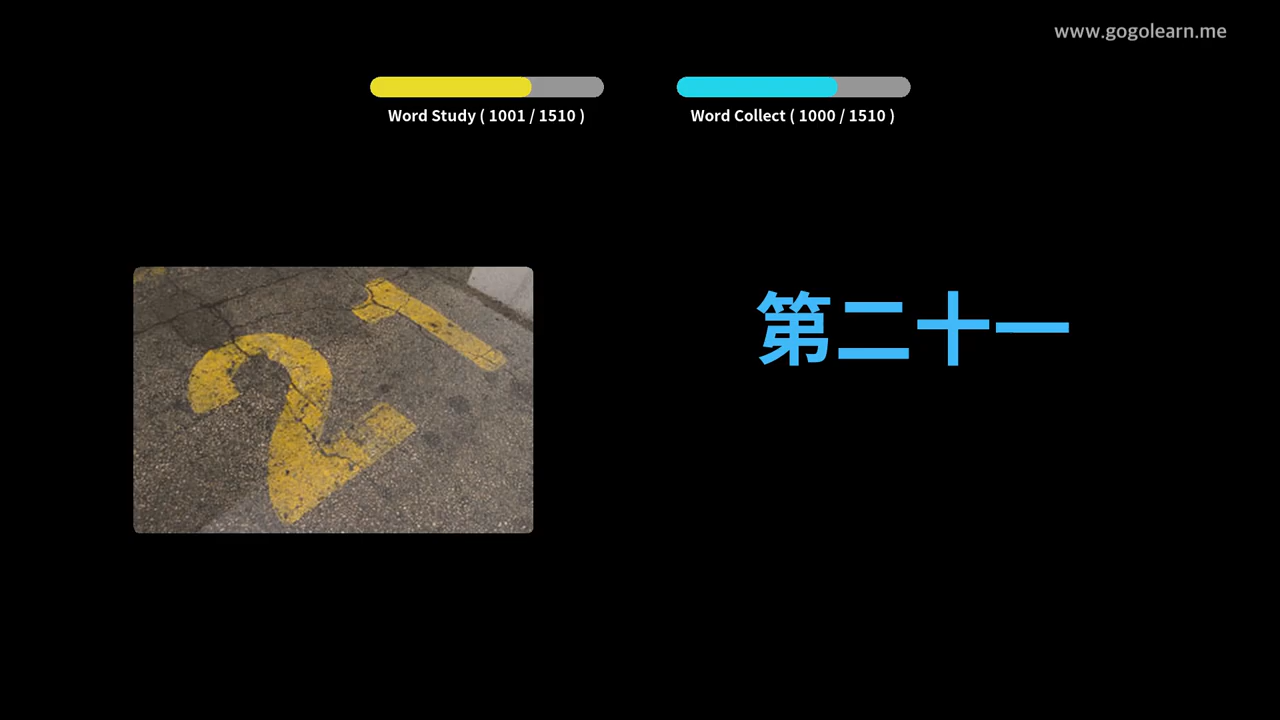 www.gogolearn.me
Word Study ( 1001 / 1510 )
Word Collect ( 1000 / 1510 )
21
第二十一